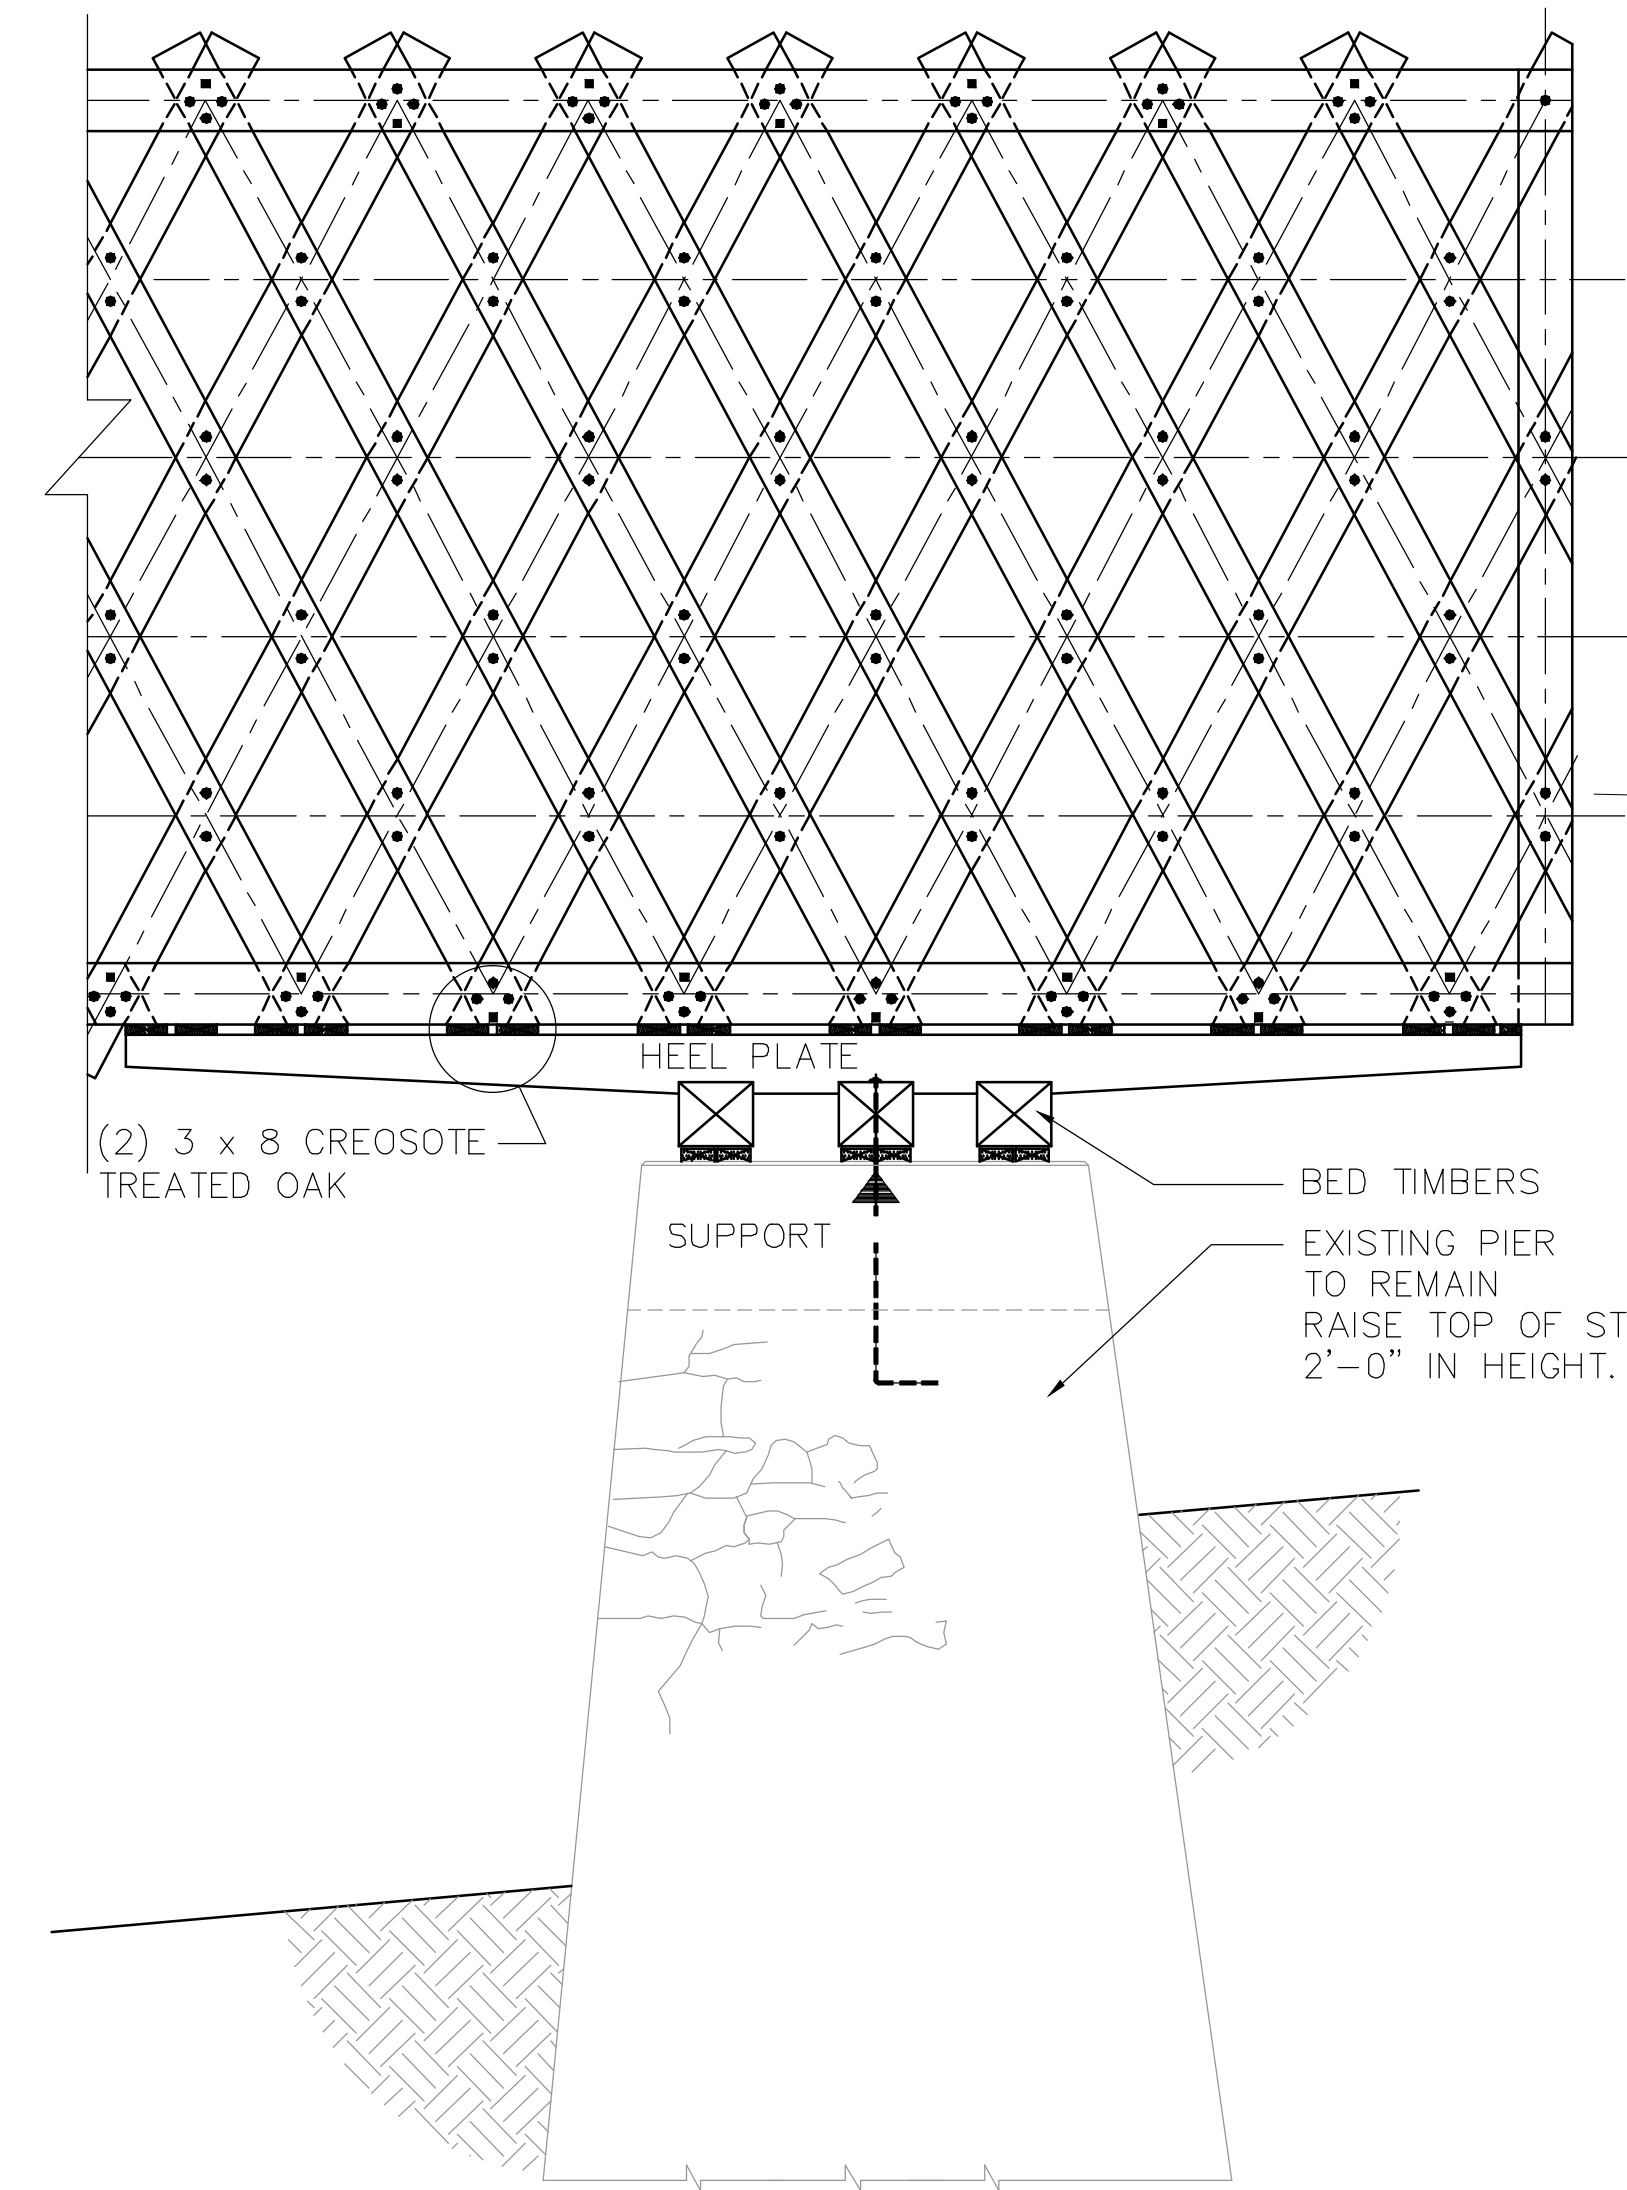 HEEL PLATE
(2) 3 x 8 CREOSOTE
TREATED OAK
BED TIMBERS
SUPPORT
EXISTING PIER
TO REMAIN
RAISE TOP OF
2'-0" IN HEIGHT.